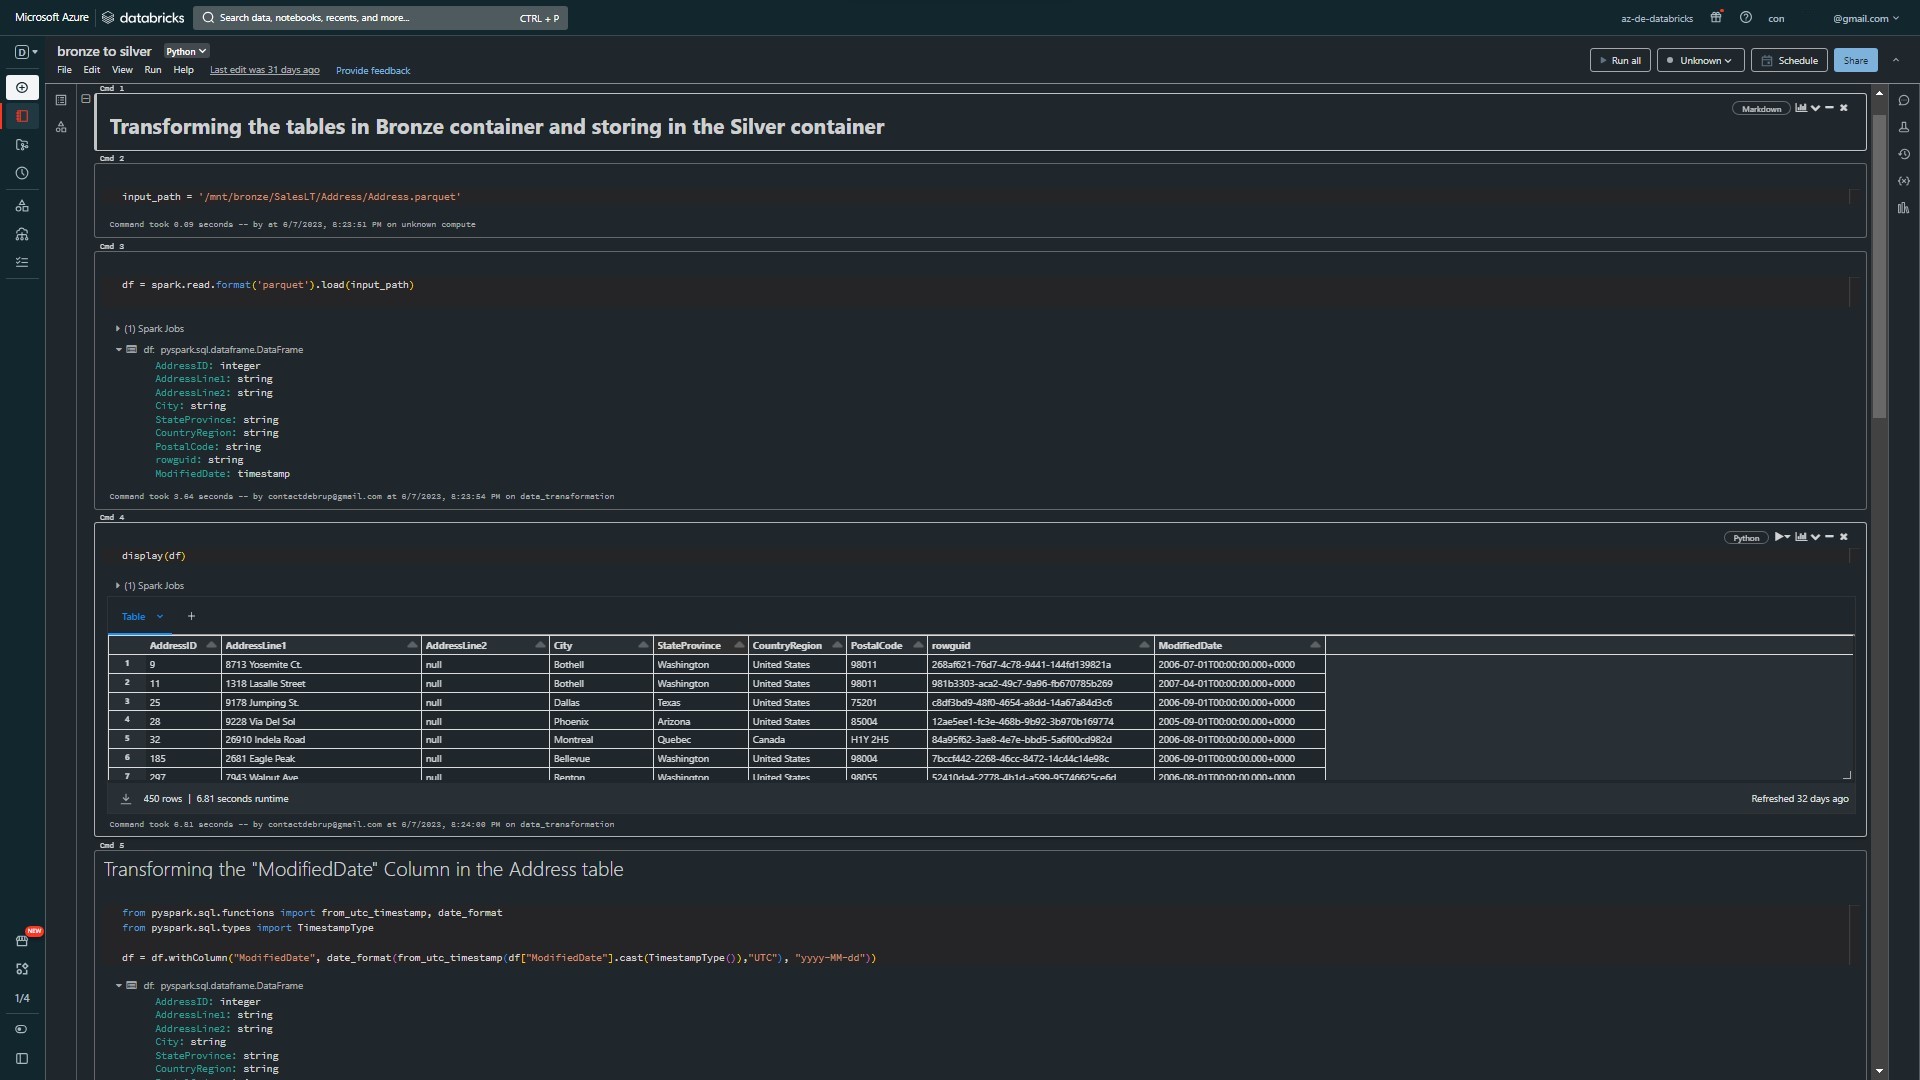 Microsoft Azure databricks Search data, notebooks, recents, and more... CTRL + P az-de-databricks con @gmail.com
D bronze to silver Python
File Edit View Run Help Last edit was 31 days ago Provide feedback Run all Unknown Schedule Share
Cmd 1
Markdown
Transforming the tables in Bronze container and storing in the Silver container
Cmd 2
input_path = '/mnt/bronze/SalesLT/Address/Address.parquet'
Command took 0.09 seconds -- by at 6/7/2023, 8:23:51 PM on unknown compute
Cmd 3
df = spark.read.format('parquet').load(input_path)
(1) Spark Jobs
df: pyspark.sql.dataframe.DataFrame
AddressID: integer
AddressLine1: string
AddressLine2: string
City: string
StateProvince: string
CountryRegion: string
PostalCode: string
rowguid: string
ModifiedDate: timestamp
Command took 3.64 seconds -- by contactdebrup@gmail.com at 6/7/2023, 8:23:54 PM on data_transformation
Cmd 4
Python
display(df)
(1) Spark Jobs
Table +
AddressID AddressLine1 AddressLine2 City StateProvince CountryRegion PostalCode rowguid ModifiedDate
1 9 8713 Yosemite Ct. null Bothell Washington United States 98011 268af621-76d7-4c78-9441-144fd139821a 2006-07-01T00:00:00.000+0000
2 11 1318 Lasalle Street null Bothell Washington United States 98011 981b3303-aca2-49c7-9a96-fb670785b269 2007-04-01T00:00:00.000+0000
3 25 9178 Jumping St. null Dallas Texas United States 75201 c8df3bd9-48f0-4654-a8dd-14a67a84d3c6 2005-09-01T00:00:00.000+0000
4 28 9228 Via Del Sol null Phoenix Arizona United States 85004 12ae5ee1-fc3e-468b-9b92-3b970b169774 2005-09-01T00:00:00.000+0000
5 32 26910 Indela Road null Montreal Quebec Canada H1Y 2H5 84a95f62-3ae8-4e7e-bbd5-5a6f00cd982d 2006-08-01T00:00:00.000+0000
6 185 2681 Eagle Peak null Bellevue Washington United States 98004 7bccf442-2268-46cc-8472-14c44c14e98c 2006-09-01T00:00:00.000+0000
7 297 7943 Walnut Ave null Renton Washington United States 98055 52410da4-2778-4b1d-a599-95746625ce6d 2006-08-01T00:00:00.000+0000
450 rows | 6.81 seconds runtime Refreshed 32 days ago
Command took 6.81 seconds -- by contactdebrup@gmail.com at 6/7/2023, 8:24:00 PM on data_transformation
Cmd 5
Transforming the "ModifiedDate" Column in the Address table
from pyspark.sql.functions import from_utc_timestamp, date_format
from pyspark.sql.types import TimestampType
df = df.withColumn("ModifiedDate", date_format(from_utc_timestamp(df["ModifiedDate"].cast(TimestampType()),"UTC"), "yyyy-MM-dd"))
df: pyspark.sql.dataframe.DataFrame
AddressID: integer
AddressLine1: string
AddressLine2: string
City: string
StateProvince: string
CountryRegion: string
NEW
1/4